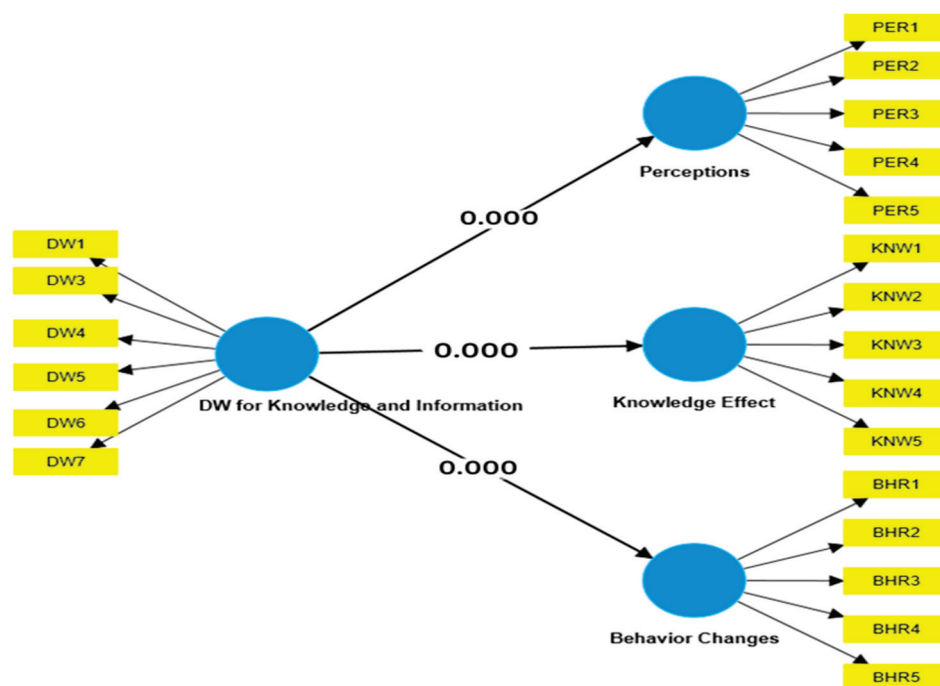 DW1
DW3
DW4
DW5
DW6
DW7
DW for Knowledge and Information
0.000
0.000
0.000
Perceptions
PER1
PER2
PER3
PER4
PER5
Knowledge Effect
KNW1
KNW2
KNW3
KNW4
KNW5
Behavior Changes
BHR1
BHR2
BHR3
BHR4
BHR5